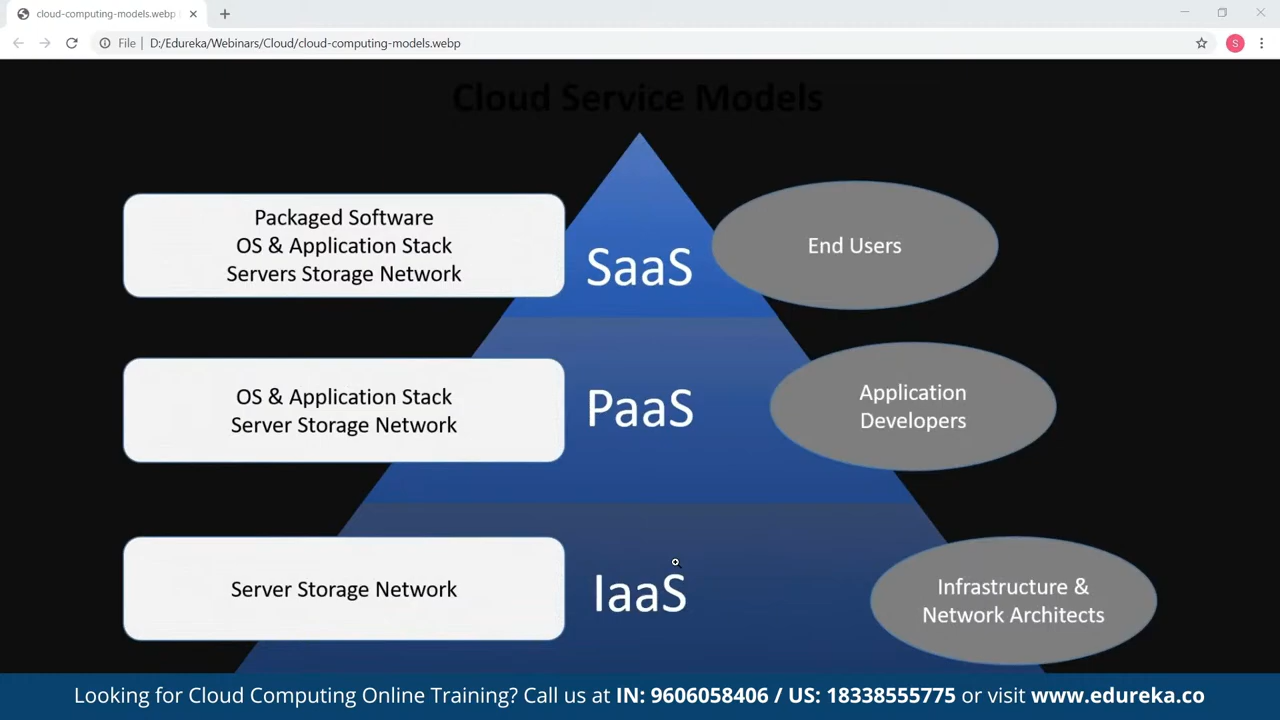 cloud-computing-models.webp
File D:/Edureka/Webinars/Cloud/cloud-computing-models.webp
S
Cloud Service Models
Packaged Software
OS & Application Stack
Servers Storage Network
SaaS
End Users
OS & Application Stack
Server Storage Network
PaaS
Application
Developers
Server Storage Network
IaaS
Infrastructure &
Network Architects
Looking for Cloud Computing Online Training? Call us at IN: 9606058406 / US: 18338555775 or visit www.edureka.co